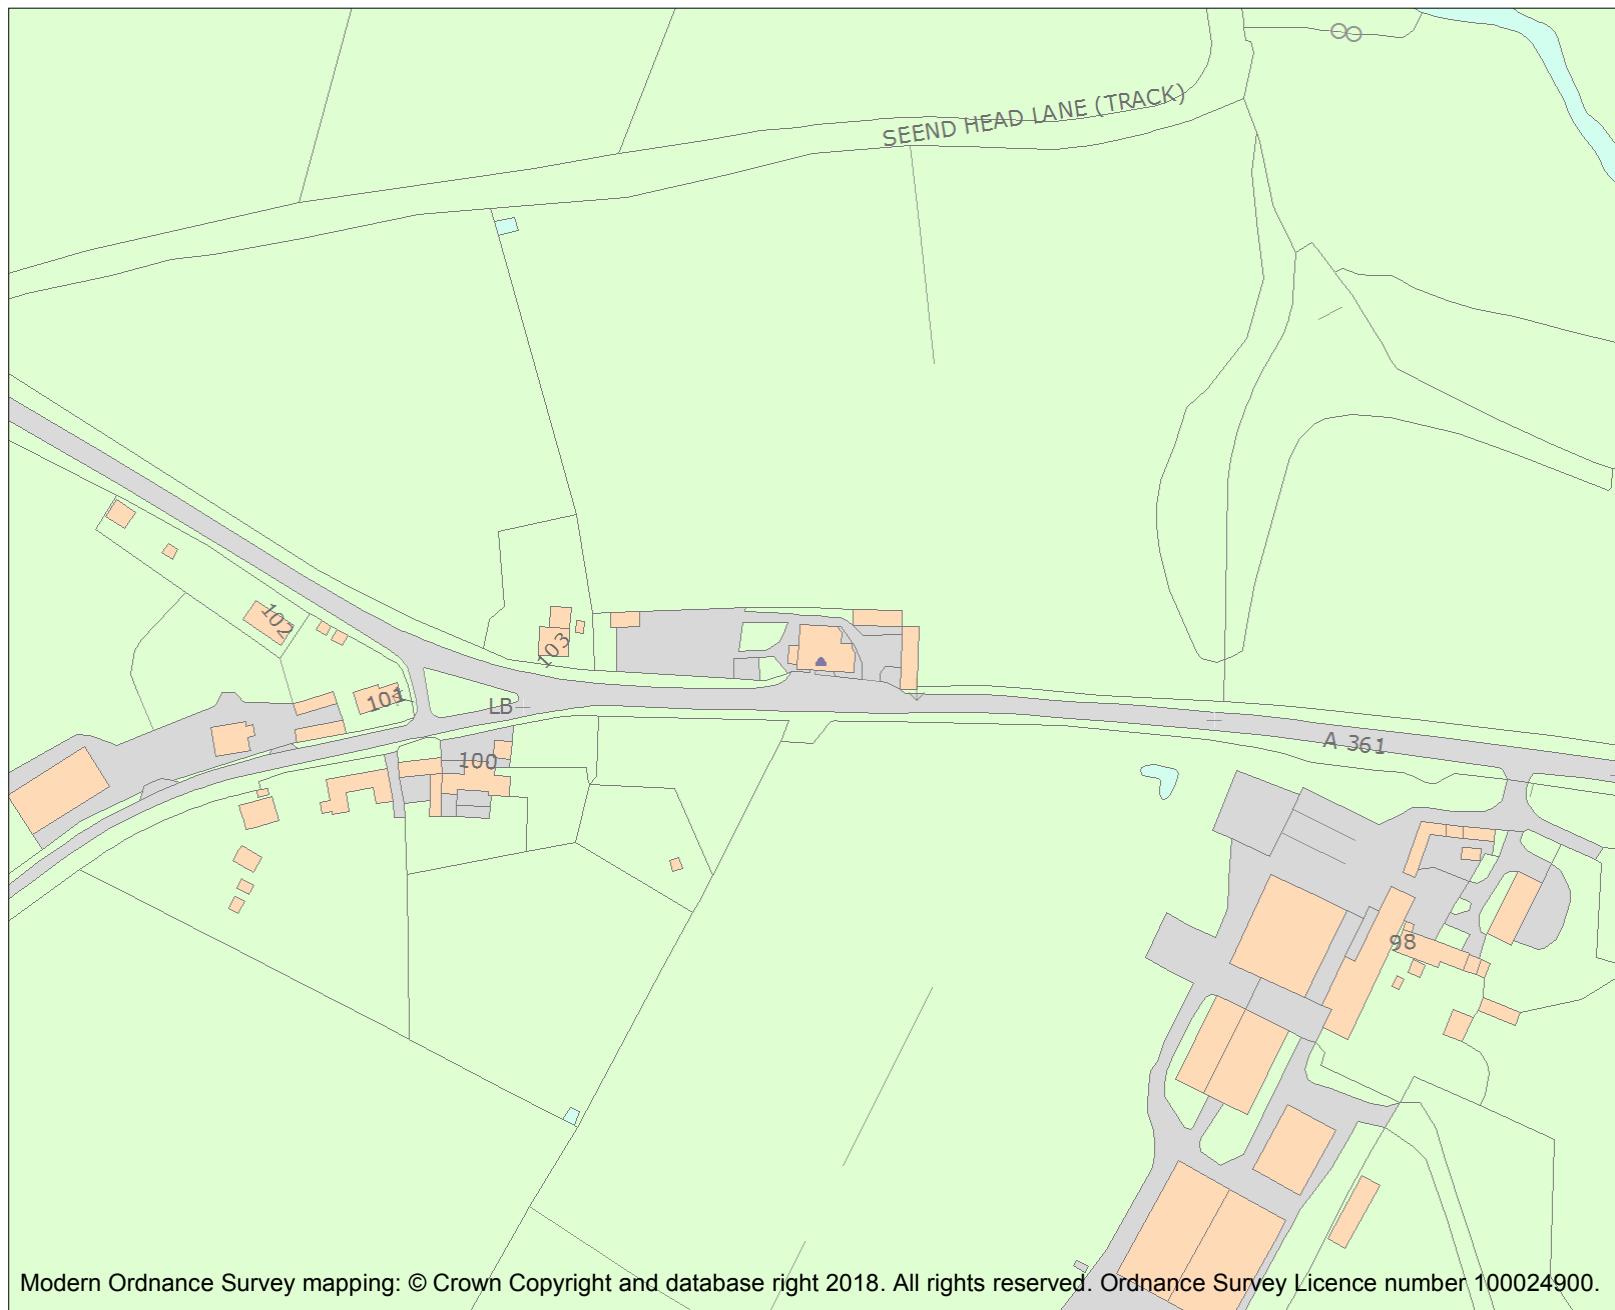 SEEND HEAD LANE (TRACK)
102
103
101
LB
A 361
100
98
Modern Ordnance Survey mapping: © Crown Copyright and database right 2018. All rights reserved. Ordnance Survey Licence number 100024900.